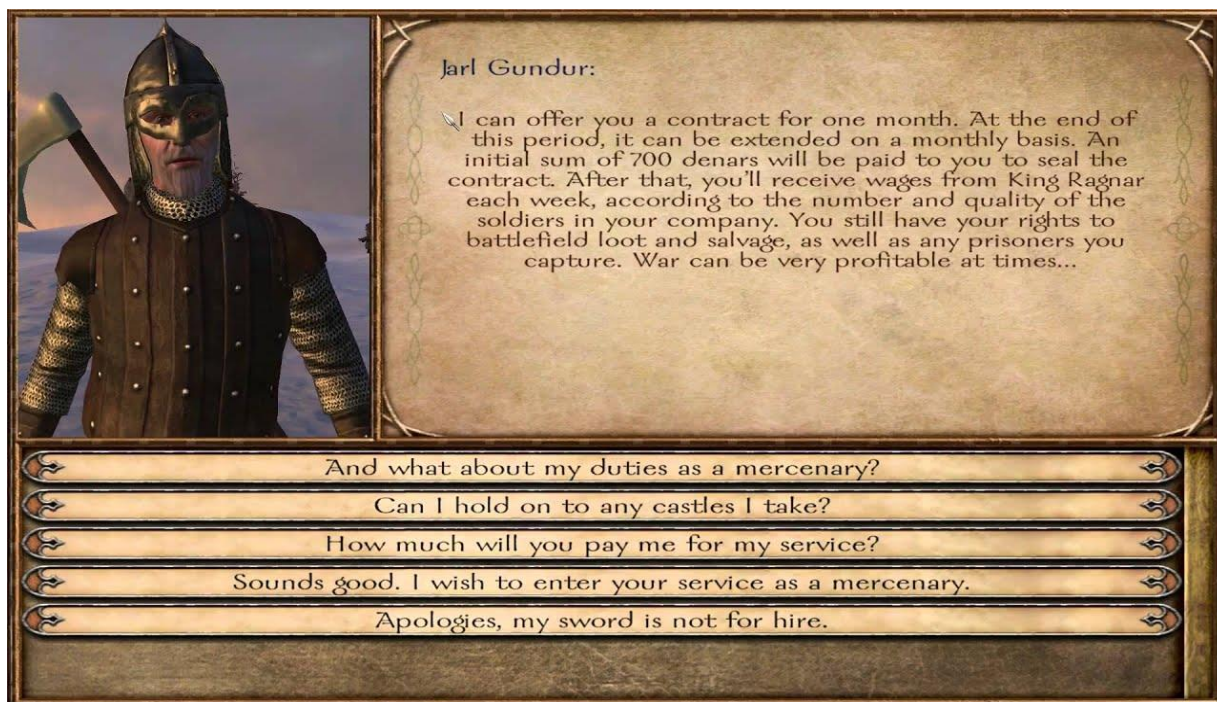 Jarl Gundur:
I can offer you a contract for one month. At the end of
this period, it can be extended on a monthly basis. An
initial sum of 700 denars will be paid to you to seal the
contract. After that, you'll receive wages from King Ragnar
each week, according to the number and quality of the
soldiers in your company. You still have your rights to
battlefield loot and salvage, as well as any prisoners you
capture. War can be very profitable at times...
And what about my duties as a mercenary?
Can I hold on to any castles I take?
How much will you pay me for my service?
Sounds good. I wish to enter your service as a mercenary.
Apologies, my sword is not for hire.